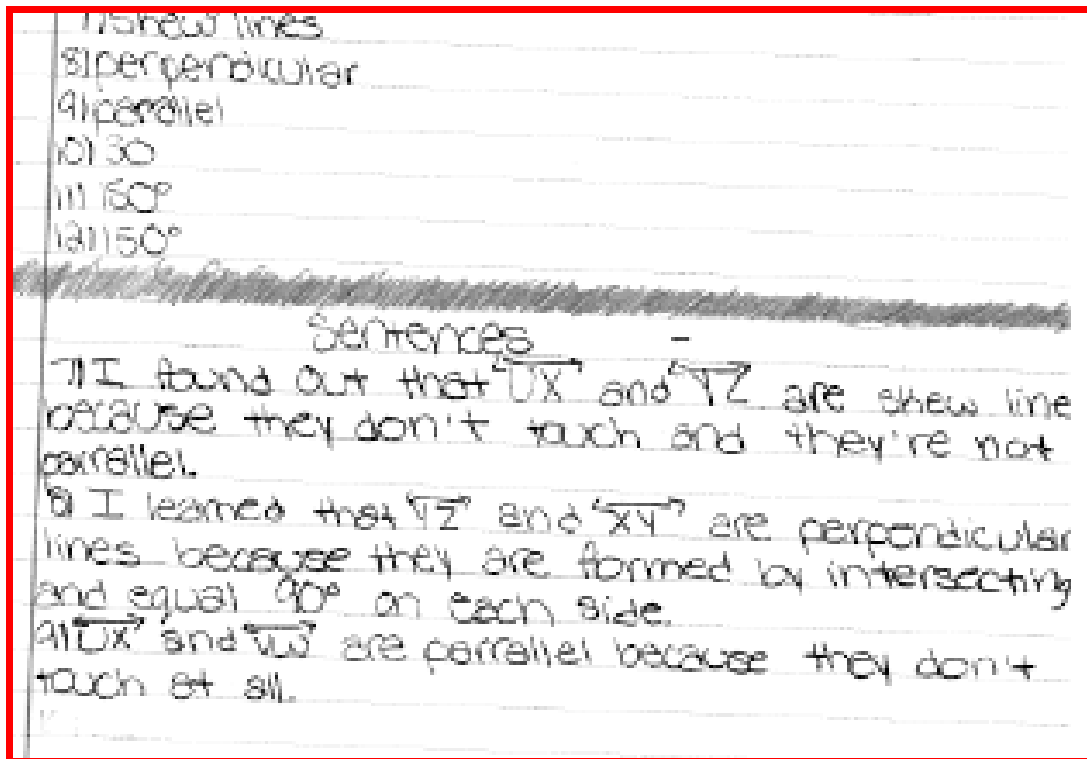 7) skew lines
8) perpendicular
9) parallel
10) 30
11) 150°
12) 150°
Sentences
7) I found out that UX and YZ are skew line
because they don't touch and they're not
parrallel.
8) I learned that YZ and XY are perpendicular
lines because they are formed by intersecting
and equal 90° on each side.
9) UX and VW are parrallel because they don't
touch at all.